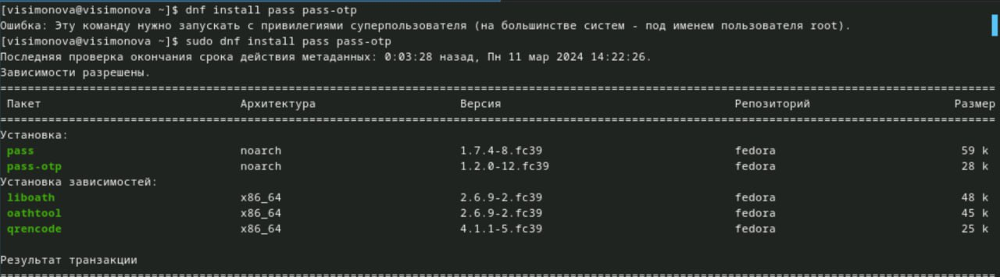 [visimonova@visimonova ~]$ dnf install pass pass-otp
Ошибка: Эту команду нужно запускать с привилегиями суперпользователя (на большинстве систем - под именем пользователя root).
[visimonova@visimonova ~]$ sudo dnf install pass pass-otp
Последняя проверка окончания срока действия метаданных: 0:03:28 назад, Пн 11 мар 2024 14:22:26.
Зависимости разрешены.
================================================================================
Пакет Архитектура Версия Репозиторий Размер
================================================================================
Установка:
pass noarch 1.7.4-8.fc39 fedora 59 k
pass-otp noarch 1.2.0-12.fc39 fedora 28 k
Установка зависимостей:
liboath x86_64 2.6.9-2.fc39 fedora 48 k
oathtool x86_64 2.6.9-2.fc39 fedora 45 k
qrencode x86_64 4.1.1-5.fc39 fedora 25 k
Результат транзакции
================================================================================